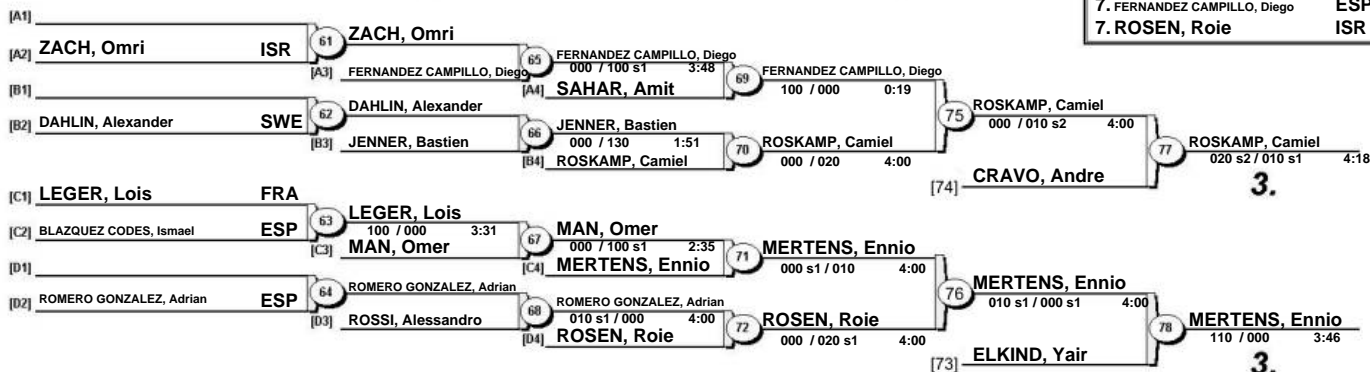 7. FERNANDEZ CAMPILLO, Diego ESP
7. ROSEN, Roie ISR
[A1]
[A2] ZACH, Omri ISR
61
ZACH, Omri
[A3] FERNANDEZ CAMPILLO, Diego
65
FERNANDEZ CAMPILLO, Diego
000 / 100 s1 3:48
[A4] SAHAR, Amit
69
FERNANDEZ CAMPILLO, Diego
100 / 000 0:19
[B1]
[B2] DAHLIN, Alexander SWE
62
DAHLIN, Alexander
[B3] JENNER, Bastien
66
JENNER, Bastien
000 / 130 1:51
[B4] ROSKAMP, Camiel
70
ROSKAMP, Camiel
000 / 020 4:00
75
ROSKAMP, Camiel
000 / 010 s2 4:00
[74] CRAVO, Andre
77
ROSKAMP, Camiel
020 s2 / 010 s1 4:18
3.
[C1] LEGER, Lois FRA
[C2] BLAZQUEZ CODES, Ismael ESP
63
LEGER, Lois
100 / 000 3:31
[C3] MAN, Omer
67
MAN, Omer
000 / 100 s1 2:35
[C4] MERTENS, Ennio
71
MERTENS, Ennio
000 s1 / 010 4:00
[D1]
[D2] ROMERO GONZALEZ, Adrian ESP
64
ROMERO GONZALEZ, Adrian
[D3] ROSSI, Alessandro
68
ROMERO GONZALEZ, Adrian
010 s1 / 000 4:00
[D4] ROSEN, Roie
72
ROSEN, Roie
000 / 020 s1 4:00
76
MERTENS, Ennio
010 s1 / 000 s1 4:00
[73] ELKIND, Yair
78
MERTENS, Ennio
110 / 000 3:46
3.